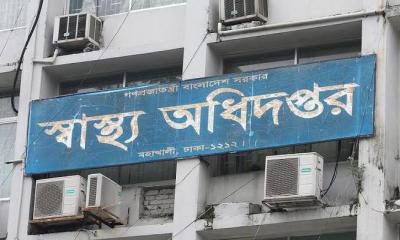 গণপ্রজাতন্ত্রী বাংলাদেশ সরকার
স্বাস্থ্য অধিদপ্তর
মহাখালী, ঢাকা-১২১২।